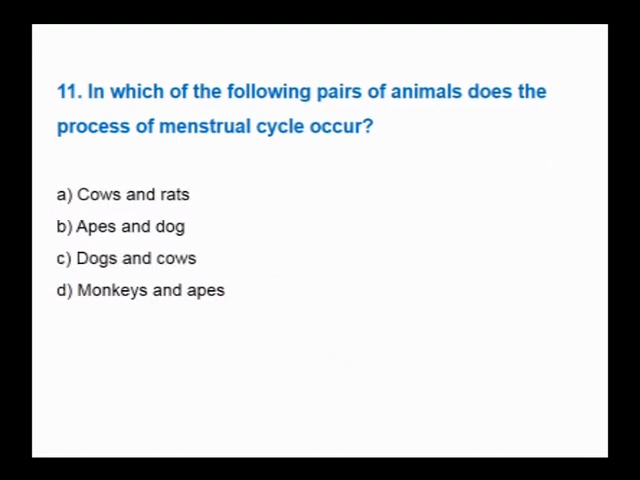 11. In which of the following pairs of animals does the
process of menstrual cycle occur?
a) Cows and rats
b) Apes and dog
c) Dogs and cows
d) Monkeys and apes